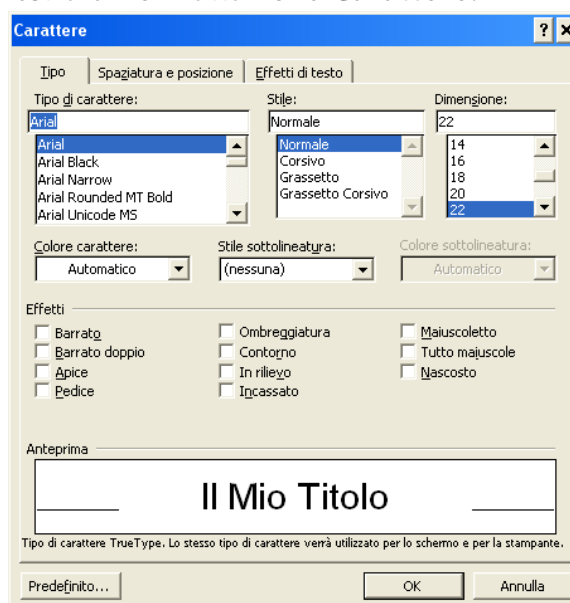 Carattere
Tipo Spaziatura e posizione Effetti di testo
Tipo di carattere: Stile: Dimensione:
Arial Normale 22
Arial Normale 14
Arial Black Corsivo 16
Arial Narrow Grassetto 18
Arial Rounded MT Bold Grassetto Corsivo 20
Arial Unicode MS 22
Colore carattere: Stile sottolineatura: Colore sottolineatura:
Automatico (nessuna) Automatico
Effetti
Barrato Ombreggiatura Maiuscoletto
Barrato doppio Contorno Tutto maiuscole
Apice In rilievo Nascosto
Pedice Incassato
Anteprima
Il Mio Titolo
Tipo di carattere TrueType. Lo stesso tipo di carattere verrà utilizzato per lo schermo e per la stampante.
Predefinito... OK Annulla